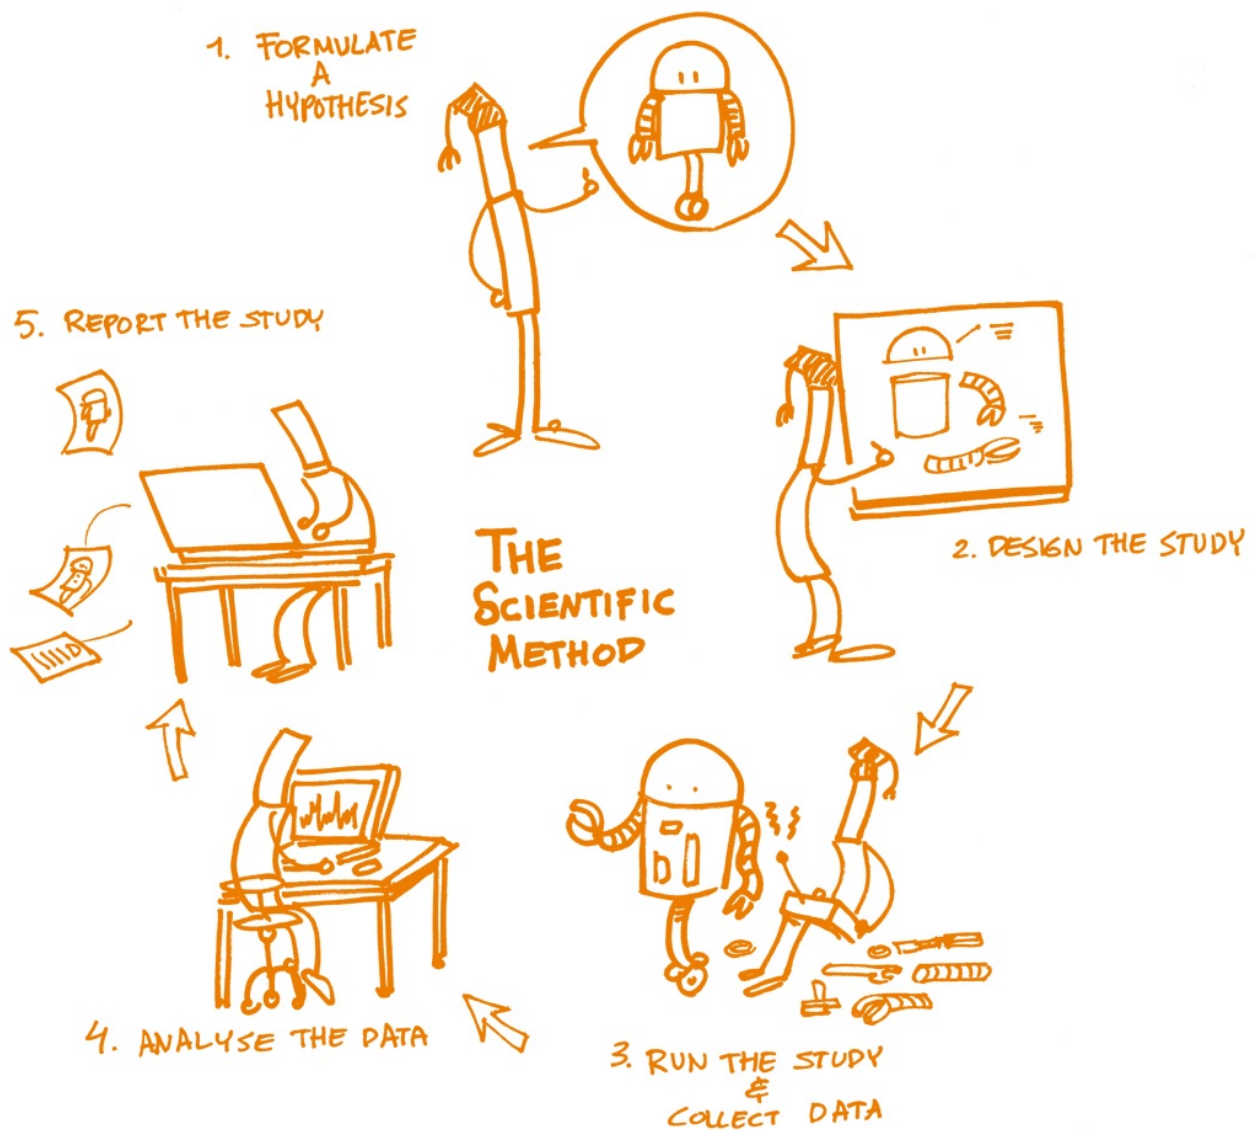 1. FORMULATE
A
HYPOTHESIS
2. DESIGN THE STUDY
3. RUN THE STUDY
&
COLLECT DATA
4. ANALYSE THE DATA
5. REPORT THE STUDY
THE
SCIENTIFIC
METHOD